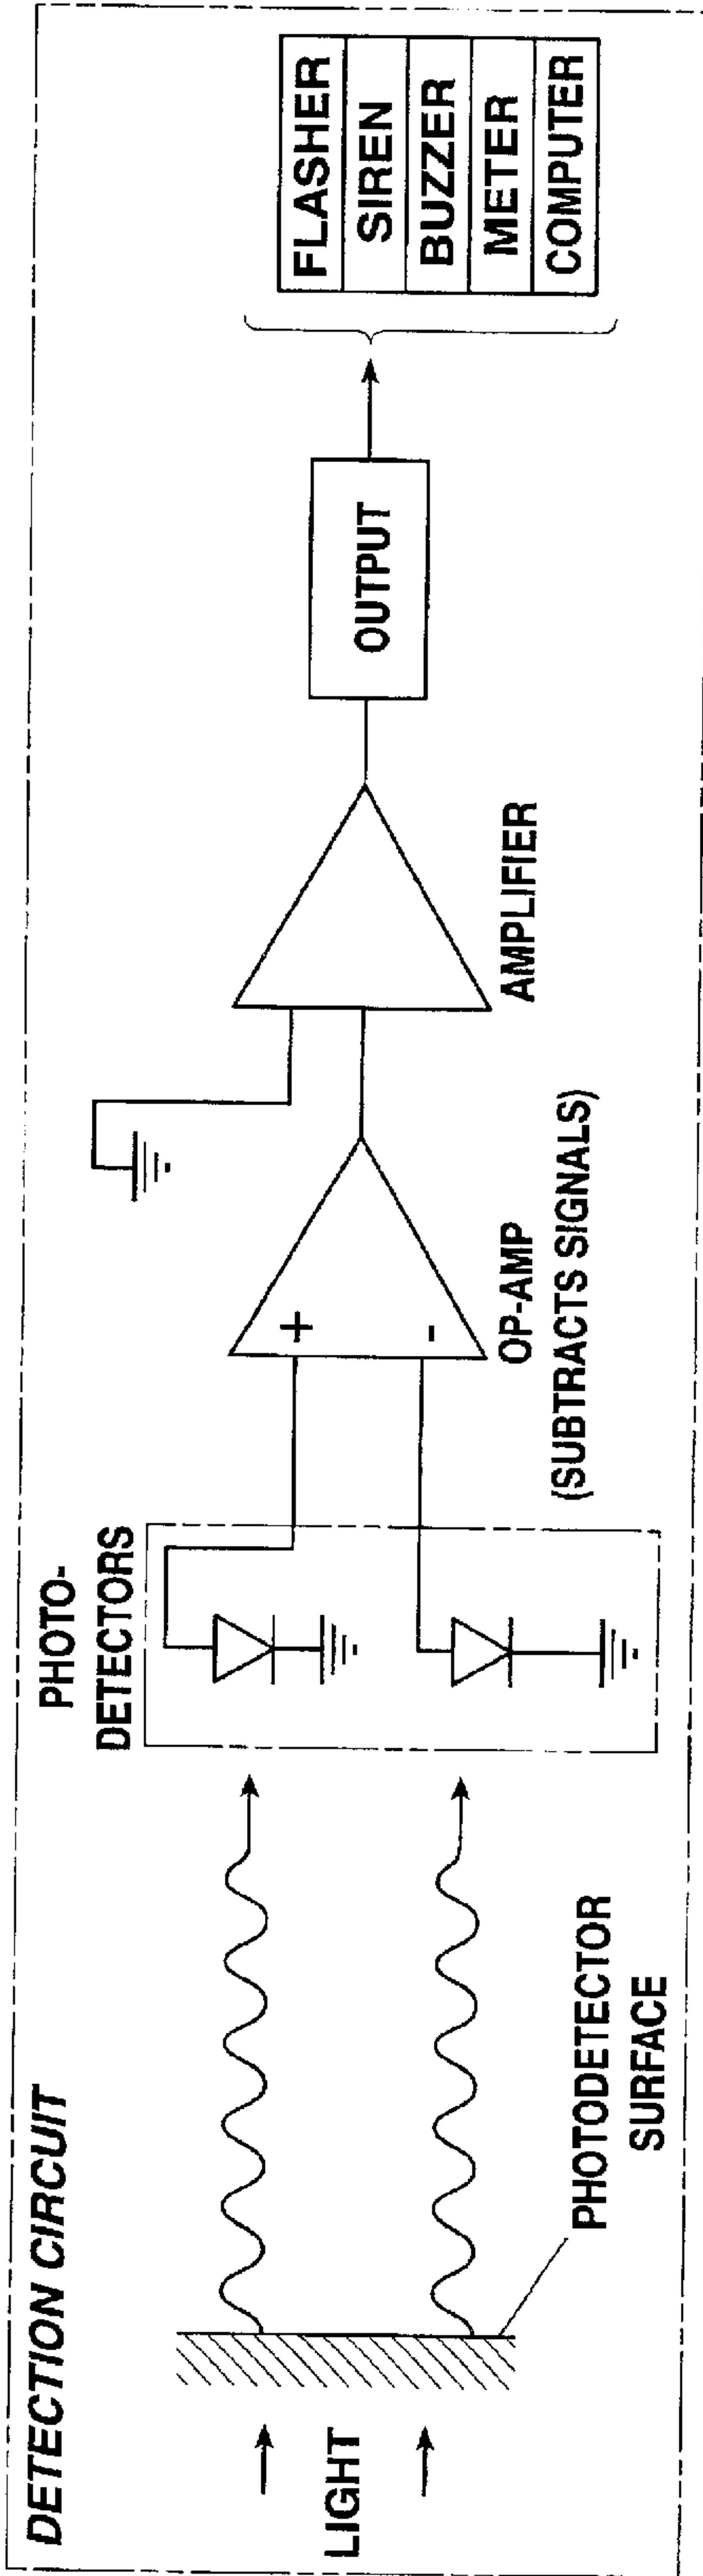 DETECTION CIRCUIT
LIGHT
PHOTODETECTOR
SURFACE
PHOTO-
DETECTORS
+
-
OP-AMP
(SUBTRACTS SIGNALS)
AMPLIFIER
OUTPUT
FLASHER
SIREN
BUZZER
METER
COMPUTER